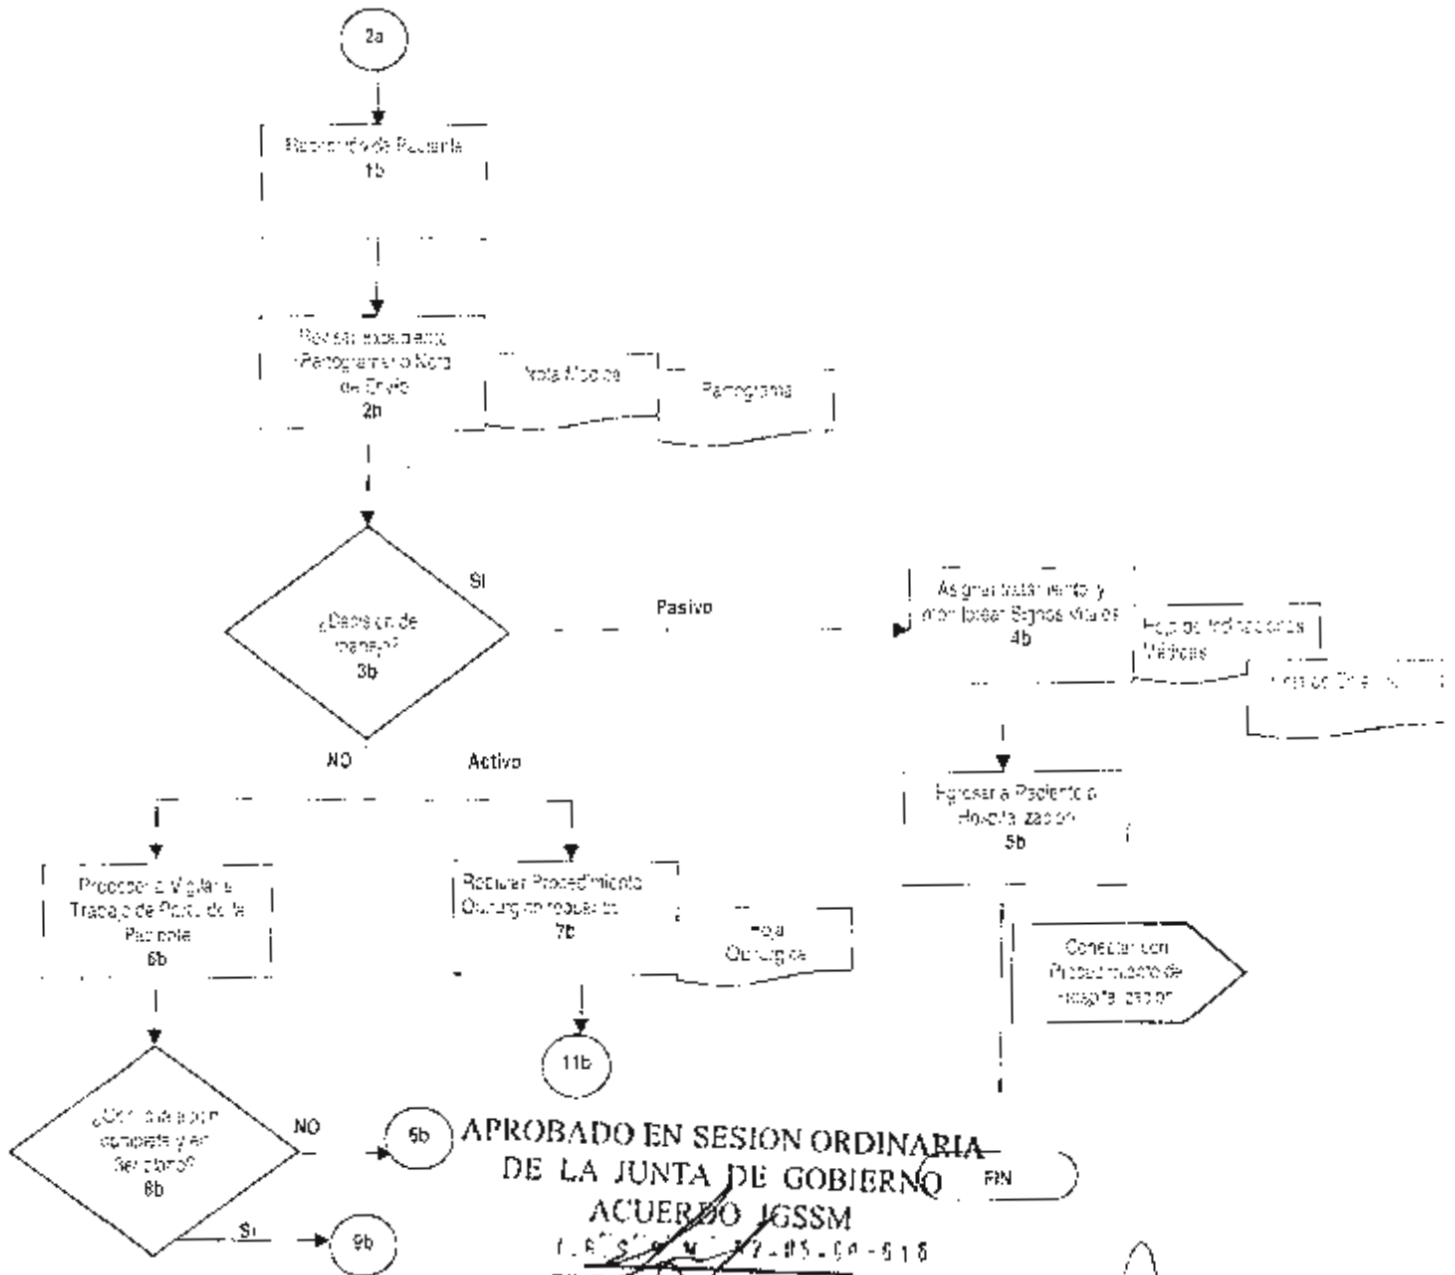 2a
de Paciente
1b
Revisar expediente
Partograma o Nota
de Envío
2b
Nota Médica
Partograma
¿Decisión de
manejo?
3b
SI
Pasivo
Asignar tratamiento y
monitorear Signos vitales
4b
Hoja de Indicaciones
Médicas
NO
Activo
Egresar a Paciente a
Hospitalización
5b
Proceder a Vigilar el
Trabajo de Parto de la
Paciente
6b
Realizar Procedimiento
Quirúrgico requerido
7b
Hoja
Quirúrgica
Conectar con
Procedimiento de
Hospitalización
11b
completa y en
8b
NO
6b
SI
9b
APROBADO EN SESION ORDINARIA
DE LA JUNTA DE GOBIERNO
ACUERDO JGSSM
FIN